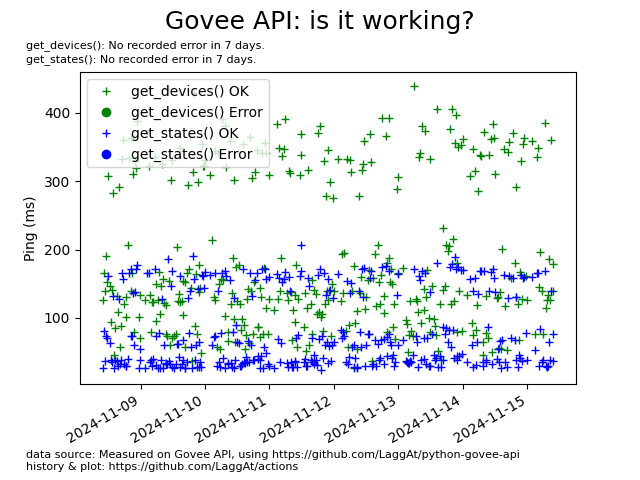 Govee API: is it working?
get_devices(): No recorded error in 7 days.
get_states(): No recorded error in 7 days.
get_devices() OK
get_devices() Error
get_states() OK
get_states() Error
Ping (ms)
400
300
200
100
2024-11-09
2024-11-10
2024-11-11
2024-11-12
2024-11-13
2024-11-14
2024-11-15
data source: Measured on Govee API, using https://github.com/LaggAt/python-govee-api
history & plot: https://github.com/LaggAt/actions